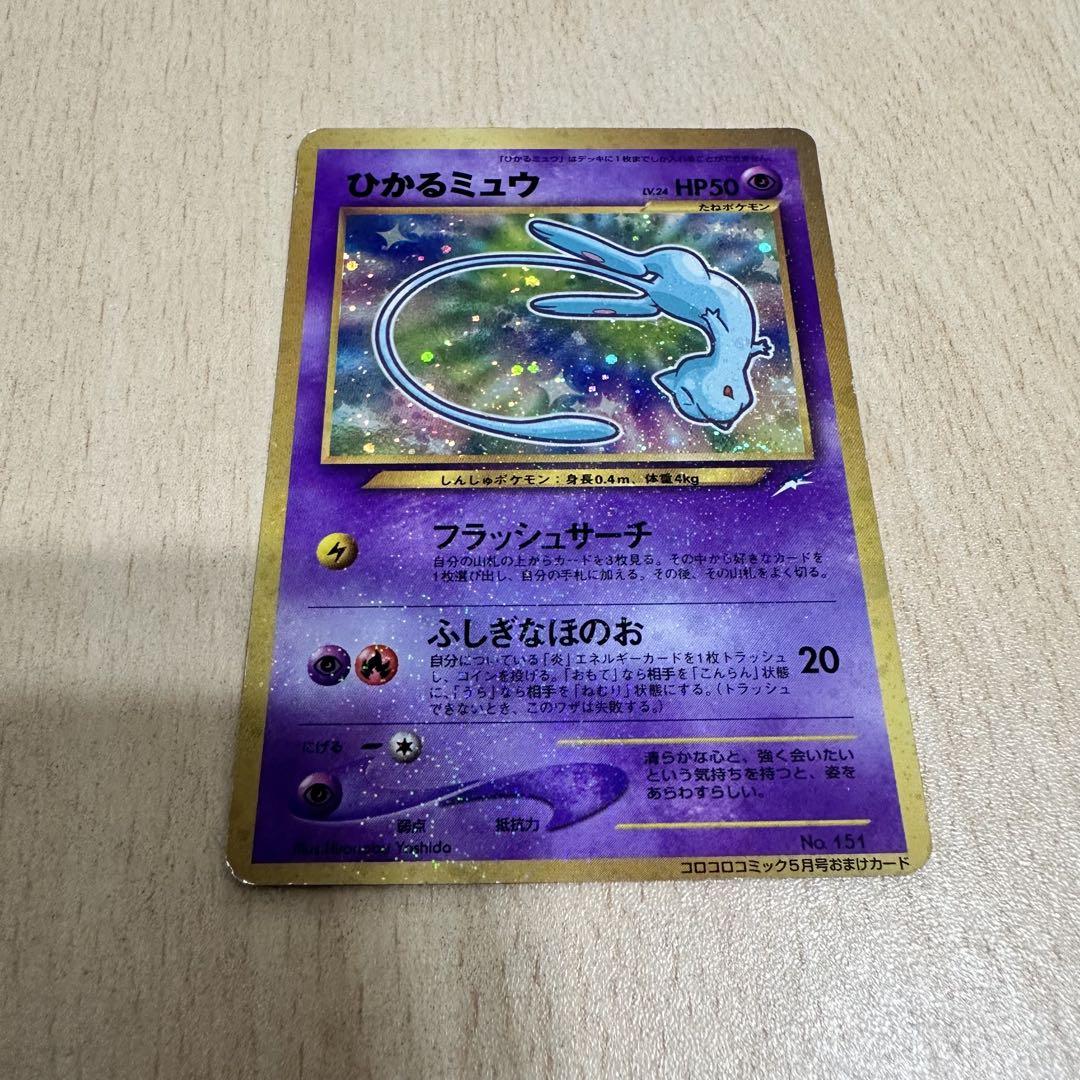 「ひかるミュウ」はデッキに1枚までしか入れることができません。
ひかるミュウ
LV.24 HP50
たねポケモン
しんじゅポケモン：身長0.4m、体重4kg
フラッシュサーチ
自分の山札の上からカードを3枚見る。その中から好きなカードを
1枚選び出し、自分の手札に加える。その後、その山札をよく切る。
ふしぎなほのお
自分についている「炎」エネルギーカードを1枚トラッシュ
し、コインを投げる。「おもて」なら相手を「こんらん」状態
に、「うら」なら相手を「ねむり」状態にする。（トラッシュ
できないとき、このワザは失敗する。）
20
にげる
清らかな心と、強く会いたい
という気持ちを持つと、姿を
あらわすらしい。
弱点 抵抗力
Illus.Hironobu Yoshida
No. 151
コロコロコミック5月号おまけカード